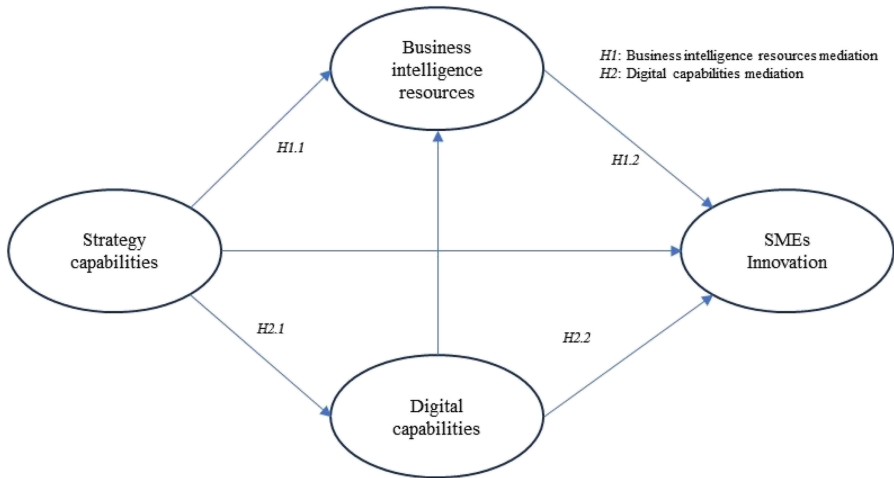 Business
intelligence
resources
H1: Business intelligence resources mediation
H2: Digital capabilities mediation
H1.1
H1.2
Strategy
capabilities
SMEs
Innovation
H2.1
H2.2
Digital
capabilities